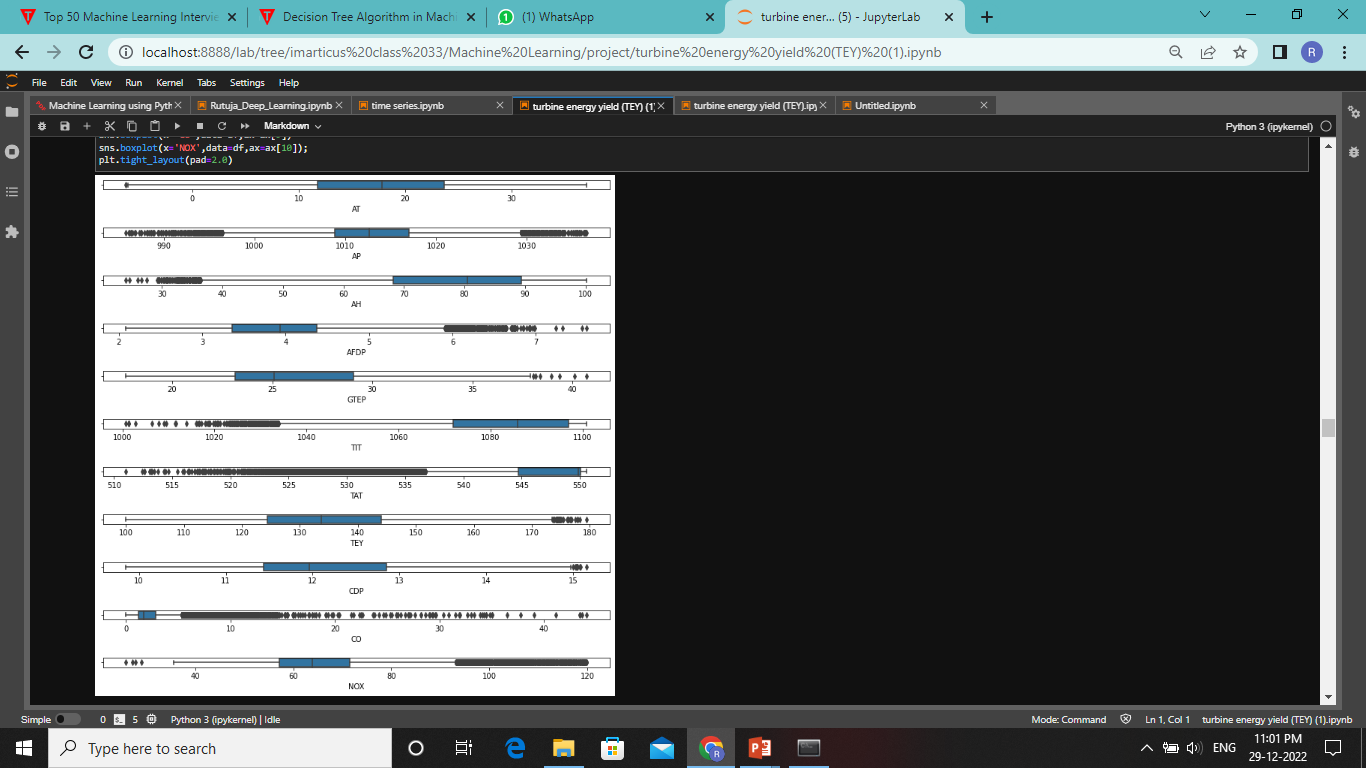 Top 50 Machine Learning Intervie
Decision Tree Algorithm in Machi
(1) WhatsApp
turbine ener... (5) - JupyterLab
localhost:8888/lab/tree/imarticus%20class%2033/Machine%20Learning/project/turbine%20energy%20yield%20(TEY)%20(1).ipynb
R
File Edit View Run Kernel Tabs Settings Help
Machine Learning using Pyth
Rutuja_Deep_Learning.ipynb
time series.ipynb
turbine energy yield (TEY) (1)
turbine energy yield (TEY).ipy
Untitled.ipynb
Markdown
Python 3 (ipykernel)
sns.boxplot(x='NOX',data=df,ax=ax[10]);
plt.tight_layout(pad=2.0)
0 10 20 30
AT
990 1000 1010 1020 1030
AP
30 40 50 60 70 80 90 100
AH
2 3 4 5 6 7
AFDP
20 25 30 35 40
GTEP
1000 1020 1040 1060 1080 1100
TIT
510 515 520 525 530 535 540 545 550
TAT
100 110 120 130 140 150 160 170 180
TEY
10 11 12 13 14 15
CDP
0 10 20 30 40
CO
40 60 80 100 120
NOX
Simple 0 5 Python 3 (ipykernel) | Idle
Mode: Command Ln 1, Col 1 turbine energy yield (TEY) (1).ipynb
Type here to search
ENG
11:01 PM
29-12-2022